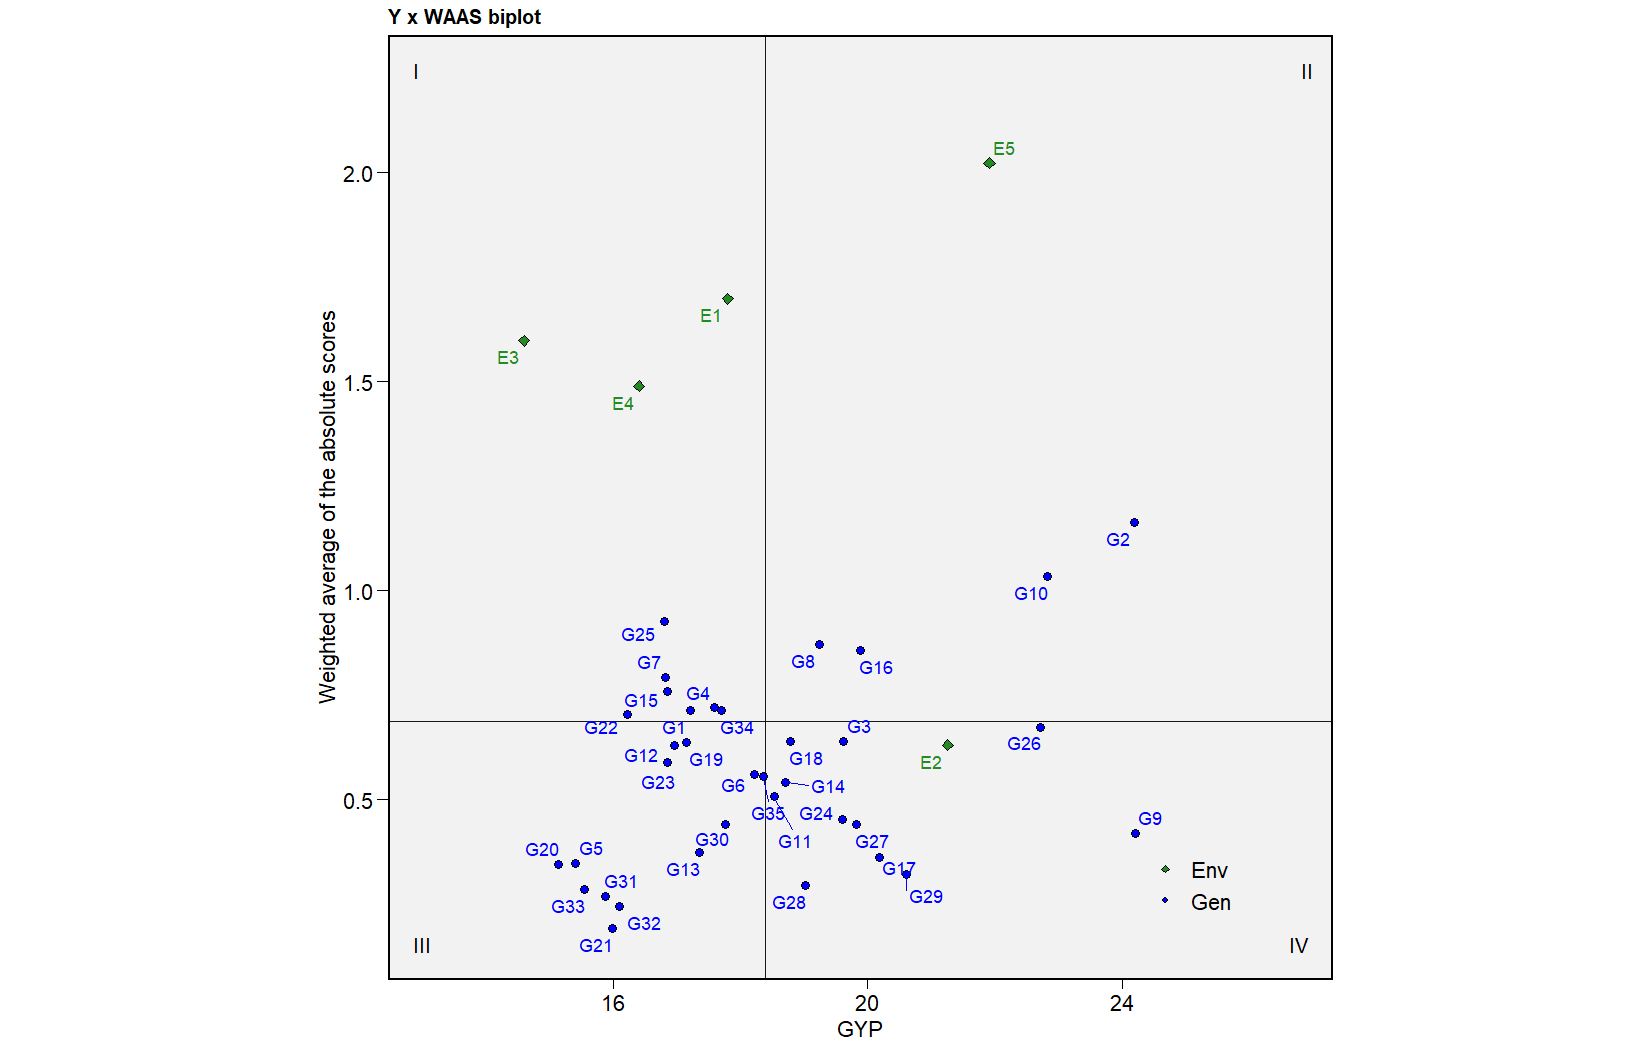 Y x WAAS biplot
I
II
E5
2.0
E1
E3
1.5
E4
Weighted average of the absolute scores
G2
1.0
G10
G25
G7
G8
G16
G15
G4
G22
G1
G34
G3
G26
G12
G19
G18
E2
G23
G6
G14
0.5
G35
G24
G9
G30
G11
G27
G20
G5
G13
G17
Env
G31
G33
G28
G29
Gen
G32
G21
III
IV
16
20
24
GYP